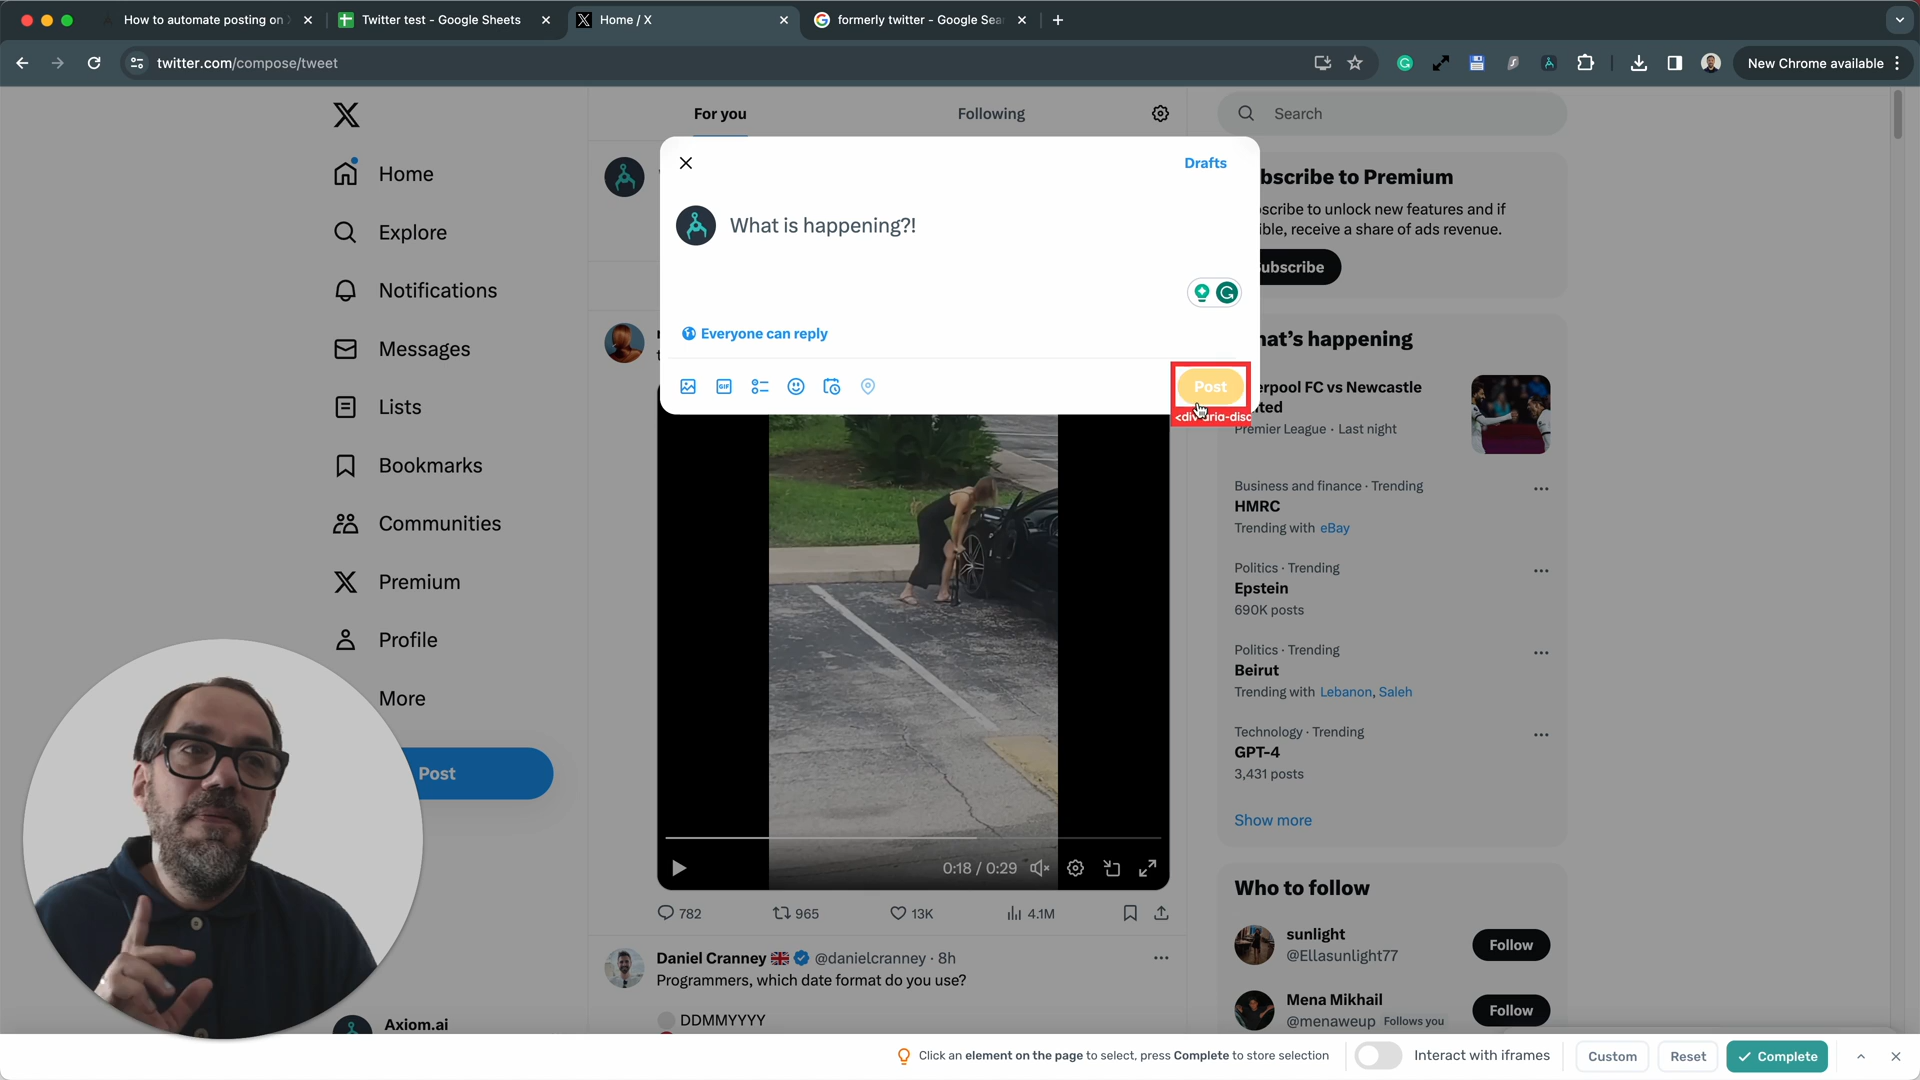 How to automate posting on
Twitter test - Google Sheets
Home / X
formerly twitter - Google Sea
twitter.com/compose/tweet
New Chrome available
For you
Following
Search
Home
Explore
Notifications
Messages
Lists
Bookmarks
Communities
Premium
Profile
More
Post
Axiom.ai
Drafts
What is happening?!
Everyone can reply
GIF
Post
<div aria-disa
0:18 / 0:29
782
965
13K
4.1M
Daniel Cranney @danielcranney · 8h
Programmers, which date format do you use?
DDMMYYYY
bscribe to Premium
scribe to unlock new features and if
ible, receive a share of ads revenue.
ubscribe
hat's happening
erpool FC vs Newcastle
ited
Premier League · Last night
Business and finance · Trending
HMRC
Trending with eBay
Politics · Trending
Epstein
690K posts
Politics · Trending
Beirut
Trending with Lebanon, Saleh
Technology · Trending
GPT-4
3,431 posts
Show more
Who to follow
sunlight
@Ellasunlight77
Follow
Mena Mikhail
@menaweup Follows you
Follow
Click an element on the page to select, press Complete to store selection
Interact with iframes
Custom
Reset
Complete